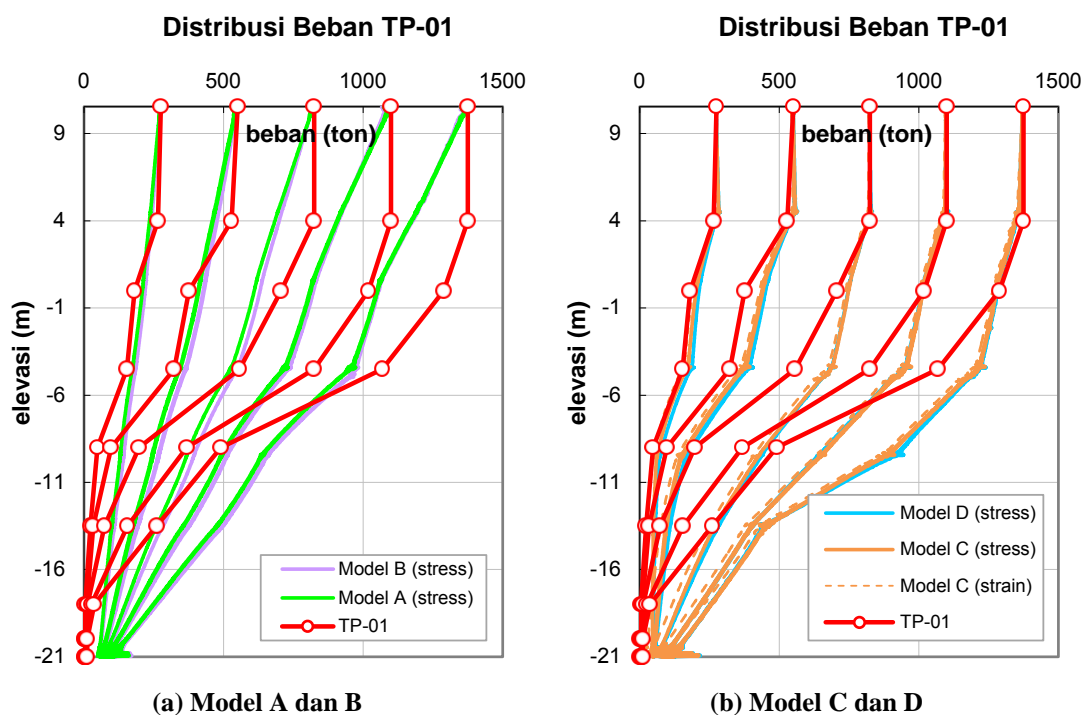 Distribusi Beban TP-01
0 500 1000 1500
beban (ton)
9
4
-1
-6
-11
-16
-21
elevasi (m)
Model B (stress)
Model A (stress)
TP-01
(a) Model A dan B
Distribusi Beban TP-01
0 500 1000 1500
beban (ton)
9
4
-1
-6
-11
-16
-21
elevasi (m)
Model D (stress)
Model C (stress)
Model C (strain)
TP-01
(b) Model C dan D